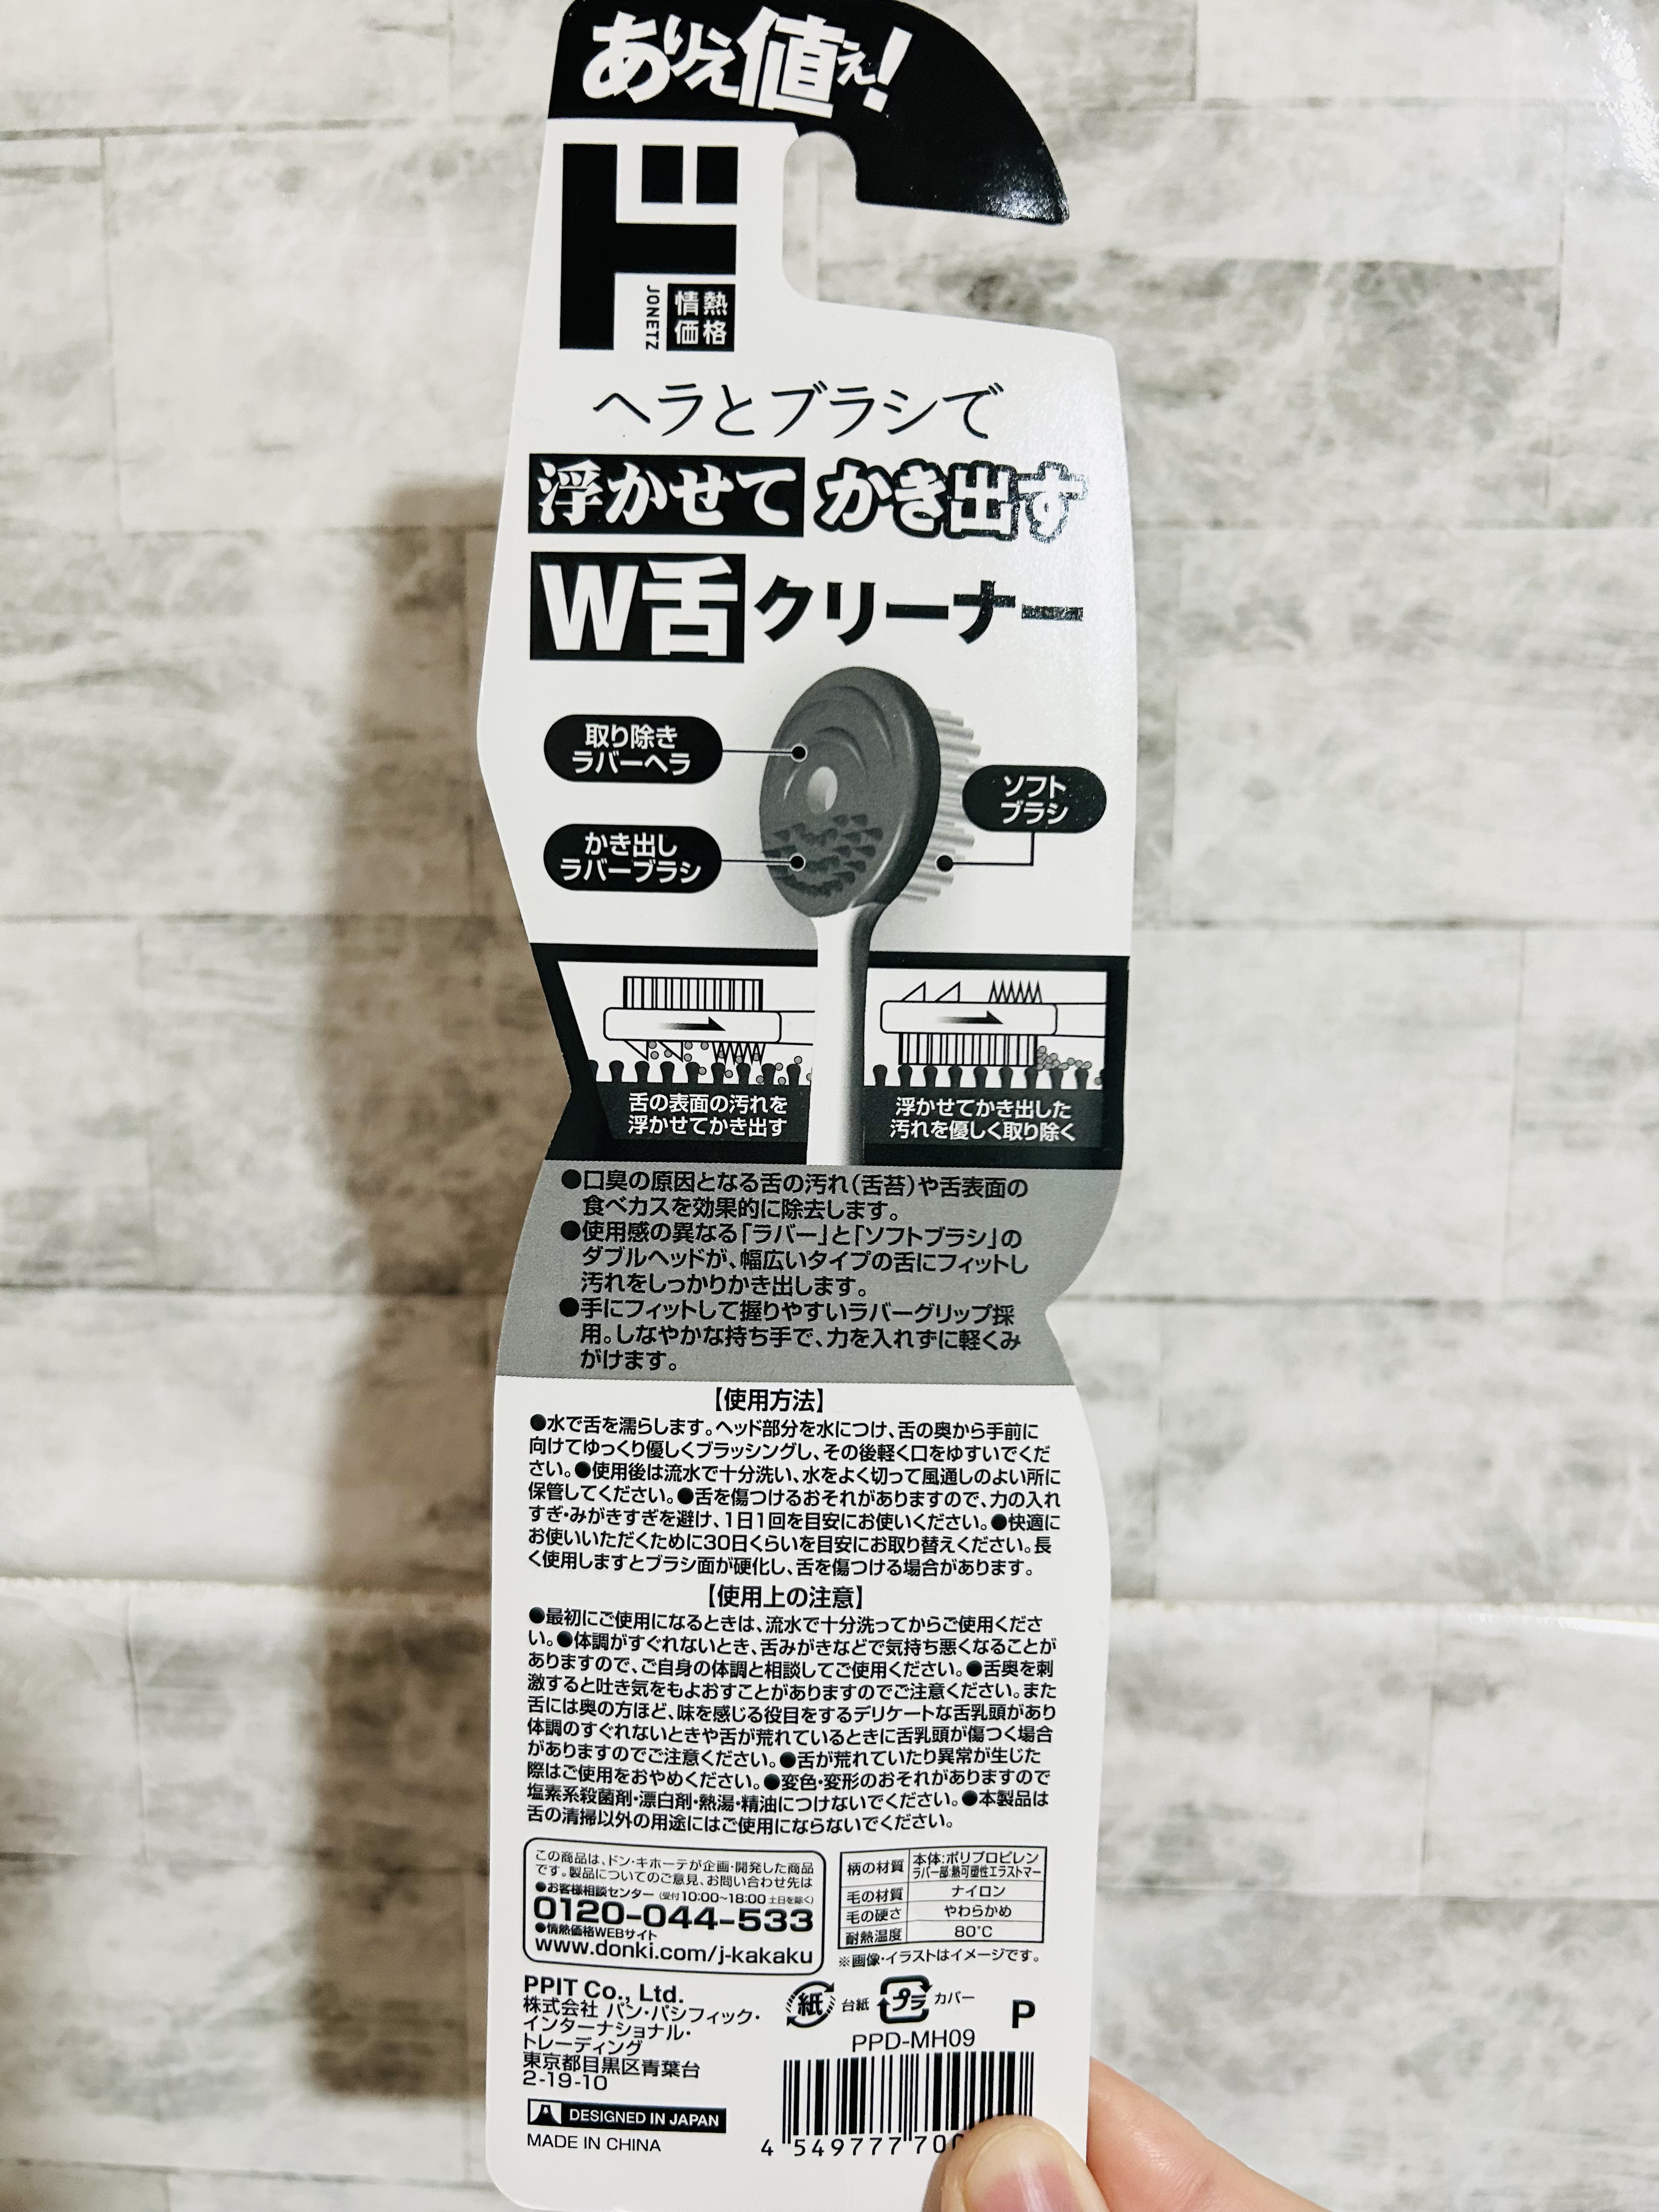 ありえ値ぇ!
ド
JONETZ
情熱
価格
ヘラとブラシで
浮かせてかき出す
W舌クリーナー
取り除き
ラバーヘラ
ソフト
ブラシ
かき出し
ラバーブラシ
舌の表面の汚れを
浮かせてかき出す
浮かせてかき出した
汚れを優しく取り除く
●口臭の原因となる舌の汚れ(舌苔)や舌表面の
食べカスを効果的に除去します。
●使用感の異なる「ラバー」と「ソフトブラシ」の
ダブルヘッドが、幅広いタイプの舌にフィットし
汚れをしっかりかき出します。
●手にフィットして握りやすいラバーグリップ採
用。しなやかな持ち手で、力を入れずに軽くみ
がけます。
【使用方法】
●水で舌を濡らします。ヘッド部分を水につけ、舌の奥から手前に
向けてゆっくり優しくブラッシングし、その後軽く口をゆすいでくだ
さい。●使用後は流水で十分洗い、水をよく切って風通しのよい所に
保管してください。●舌を傷つけるおそれがありますので、力の入れ
すぎ・みがきすぎを避け、1日1回を目安にお使いください。●快適に
お使いいただくために30日くらいを目安にお取り替えください。長
く使用しますとブラシ面が硬化し、舌を傷つける場合があります。
【使用上の注意】
●最初にご使用になるときは、流水で十分洗ってからご使用くださ
い。●体調がすぐれないとき、舌みがきなどで気持ち悪くなることが
ありますので、ご自身の体調と相談してご使用ください。●舌奥を刺
激すると吐き気をもよおすことがありますのでご注意ください。また
舌には奥の方ほど、味を感じる役目をするデリケートな舌乳頭があり
体調のすぐれないときや舌が荒れているときに舌乳頭が傷つく場合
がありますのでご注意ください。●舌が荒れていたり異常が生じた
際はご使用をおやめください。●変色・変形のおそれがありますので
塩素系殺菌剤・漂白剤・熱湯・精油につけないでください。●本製品は
舌の清掃以外の用途にはご使用にならないでください。
この商品は、ドン・キホーテが企画・開発した商品
です。製品についてのご意見、お問い合わせ先は
●お客様相談センター (受付10:00~18:00 土日を除く)
0120-044-533
●情熱価格WEBサイト
www.donki.com/j-kakaku
柄の材質 本体:ポリプロピレン
ラバー部:熱可塑性エラストマー
毛の材質 ナイロン
毛の硬さ やわらかめ
耐熱温度 80℃
※画像・イラストはイメージです。
PPIT Co., Ltd.
株式会社 パン・パシフィック・
インターナショナル・
トレーディング
東京都目黒区青葉台
2-19-10
紙 台紙 プラ カバー
P
PPD-MH09
DESIGNED IN JAPAN
MADE IN CHINA
4 549777 700